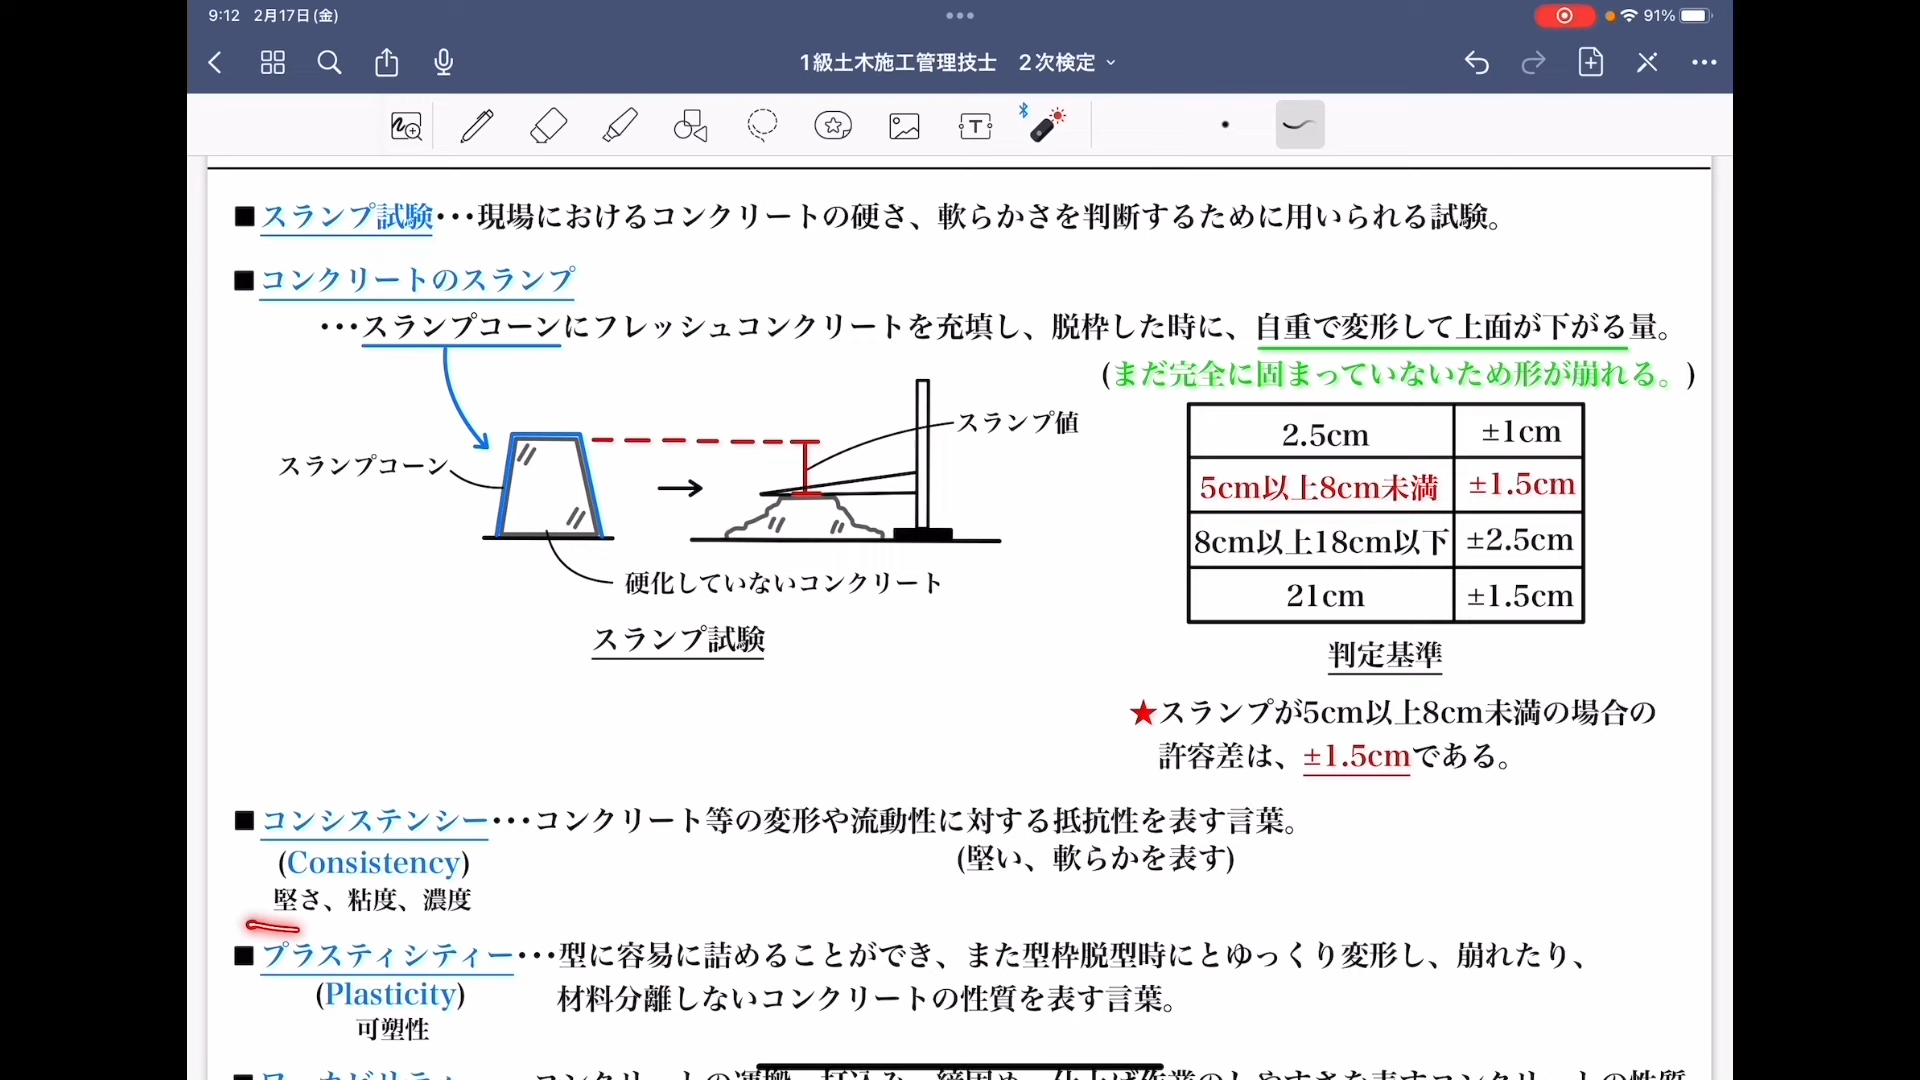 9:12 2月17日(金)
91%
1級土木施工管理技士 2次検定
T
■スランプ試験･･･現場におけるコンクリートの硬さ、軟らかさを判断するために用いられる試験。
■コンクリートのスランプ
･･･スランプコーンにフレッシュコンクリートを充填し、脱枠した時に、自重で変形して上面が下がる量。
(まだ完全に固まっていないため形が崩れる。)
スランプ値
スランプコーン
硬化していないコンクリート
スランプ試験
2.5cm ±1cm
5cm以上8cm未満 ±1.5cm
8cm以上18cm以下 ±2.5cm
21cm ±1.5cm
判定基準
★スランプが5cm以上8cm未満の場合の
許容差は、±1.5cmである。
■コンシステンシー･･･コンクリート等の変形や流動性に対する抵抗性を表す言葉。
(Consistency) (堅い、軟らかを表す)
堅さ、粘度、濃度
■プラスティシティー･･･型に容易に詰めることができ、また型枠脱型時にとゆっくり変形し、崩れたり、
(Plasticity) 材料分離しないコンクリートの性質を表す言葉。
可塑性